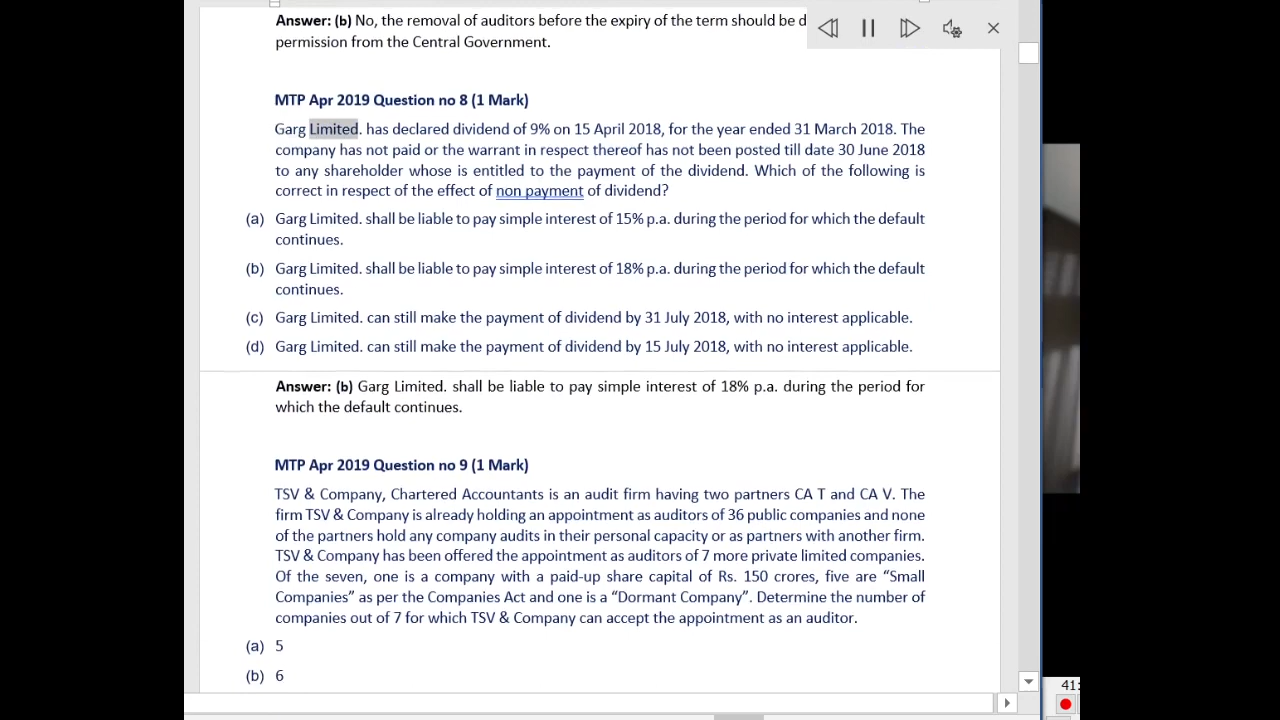 Answer: (b) No, the removal of auditors before the expiry of the term should be d
permission from the Central Government.
MTP Apr 2019 Question no 8 (1 Mark)
Garg Limited. has declared dividend of 9% on 15 April 2018, for the year ended 31 March 2018. The
company has not paid or the warrant in respect thereof has not been posted till date 30 June 2018
to any shareholder whose is entitled to the payment of the dividend. Which of the following is
correct in respect of the effect of non payment of dividend?
(a) Garg Limited. shall be liable to pay simple interest of 15% p.a. during the period for which the default
continues.
(b) Garg Limited. shall be liable to pay simple interest of 18% p.a. during the period for which the default
continues.
(c) Garg Limited. can still make the payment of dividend by 31 July 2018, with no interest applicable.
(d) Garg Limited. can still make the payment of dividend by 15 July 2018, with no interest applicable.
Answer: (b) Garg Limited. shall be liable to pay simple interest of 18% p.a. during the period for
which the default continues.
MTP Apr 2019 Question no 9 (1 Mark)
TSV & Company, Chartered Accountants is an audit firm having two partners CA T and CA V. The
firm TSV & Company is already holding an appointment as auditors of 36 public companies and none
of the partners hold any company audits in their personal capacity or as partners with another firm.
TSV & Company has been offered the appointment as auditors of 7 more private limited companies.
Of the seven, one is a company with a paid-up share capital of Rs. 150 crores, five are “Small
Companies” as per the Companies Act and one is a “Dormant Company”. Determine the number of
companies out of 7 for which TSV & Company can accept the appointment as an auditor.
(a) 5
(b) 6
41: